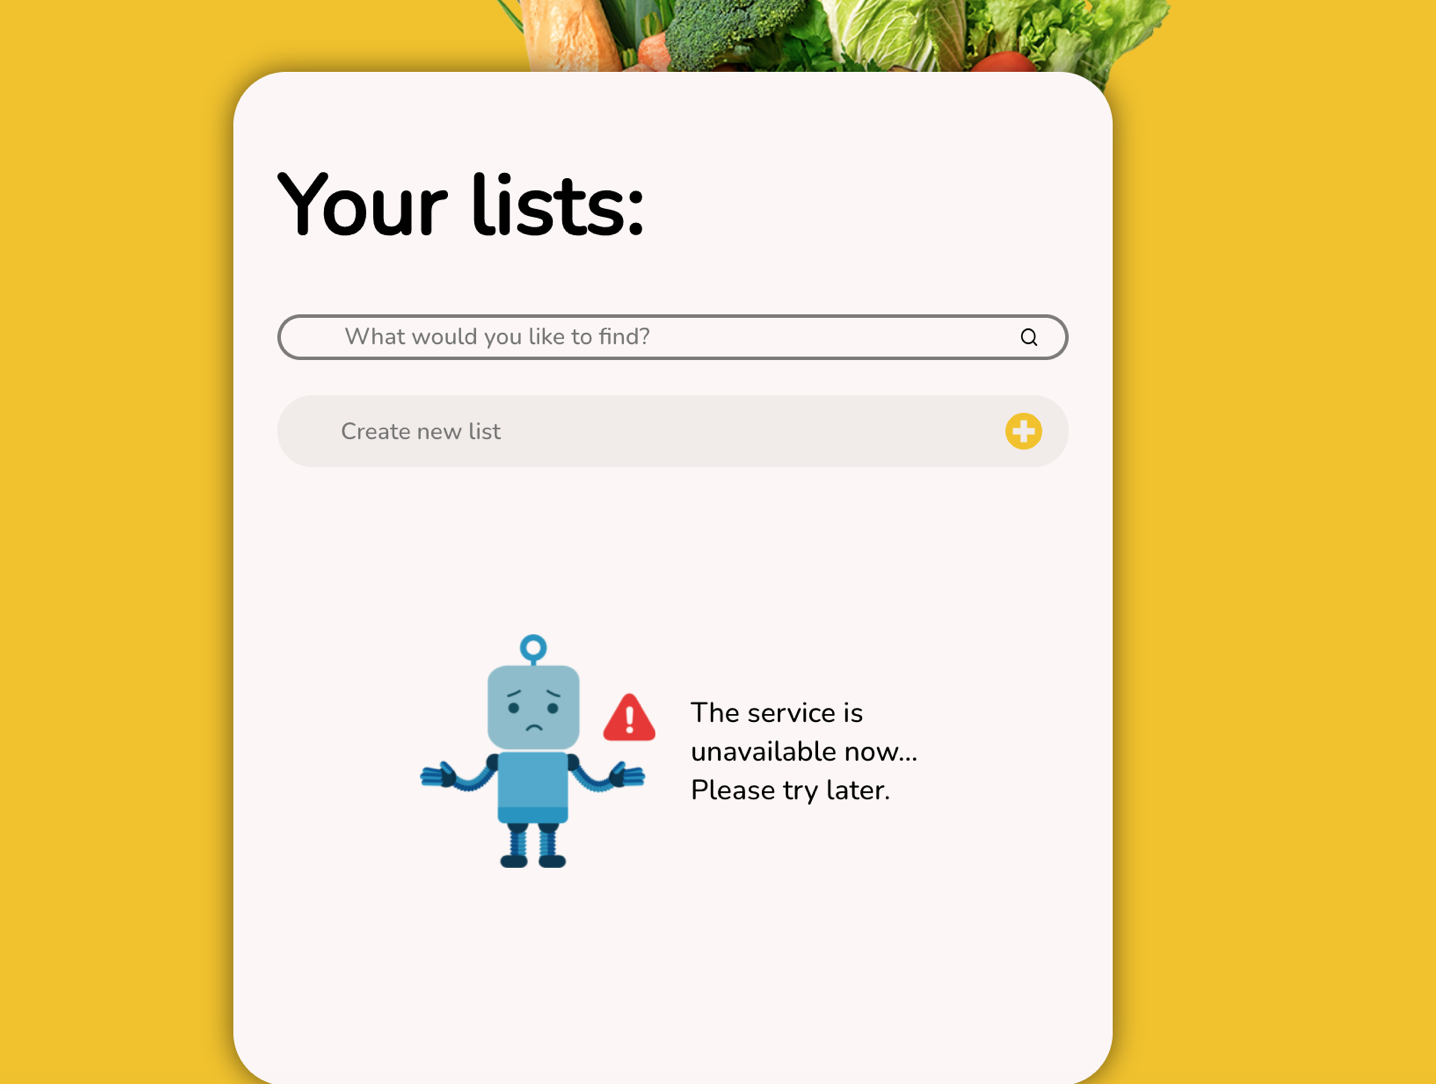 Your lists:
What would you like to find?
Create new list
The service is
unavailable now...
Please try later.